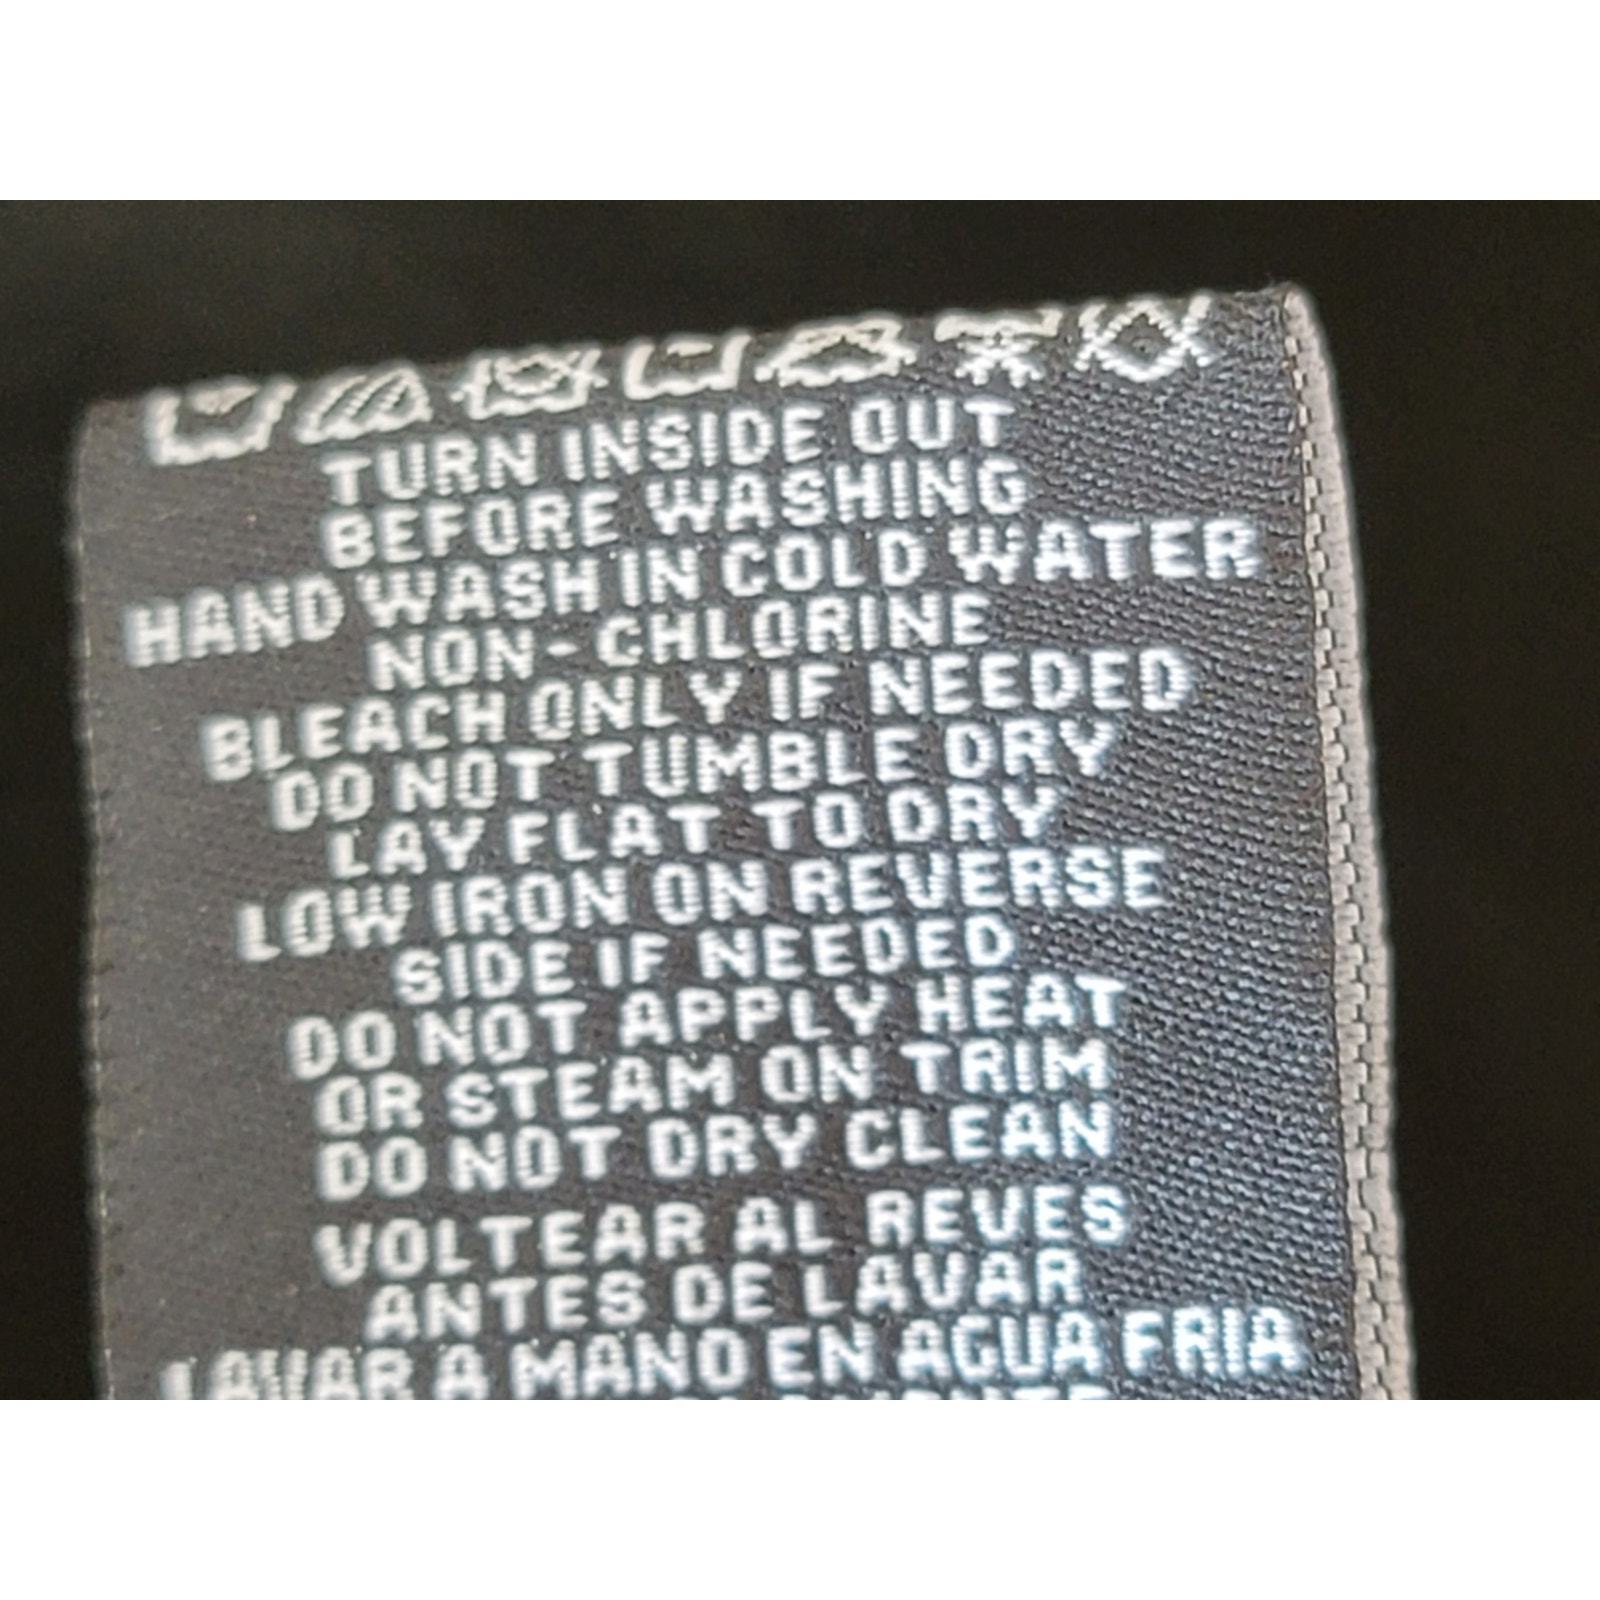 TURN INSIDE OUT
BEFORE WASHING
HAND WASH IN COLD WATER
NON-CHLORINE
BLEACH ONLY IF NEEDED
DO NOT TUMBLE DRY
LAY FLAT TO DRY
LOW IRON ON REVERSE
SIDE IF NEEDED
DO NOT APPLY HEAT
OR STEAM ON TRIM
DO NOT DRY CLEAN
VOLTEAR AL REVES
ANTES DE LAVAR
LAVAR A MANO EN AGUA FRIA